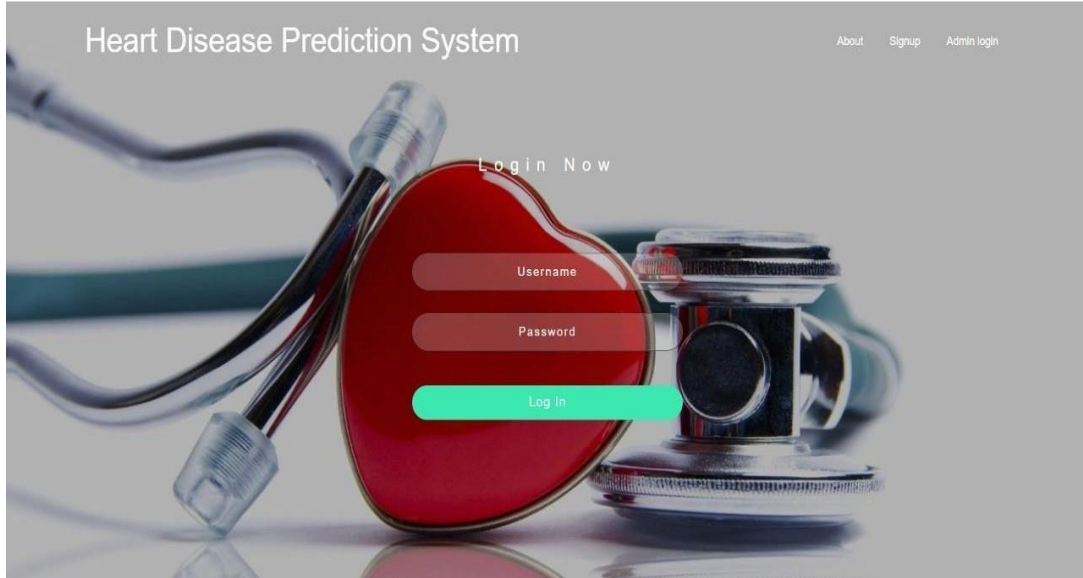 Heart Disease Prediction System
About Signup Admin login
Login Now
Username
Password
Log In